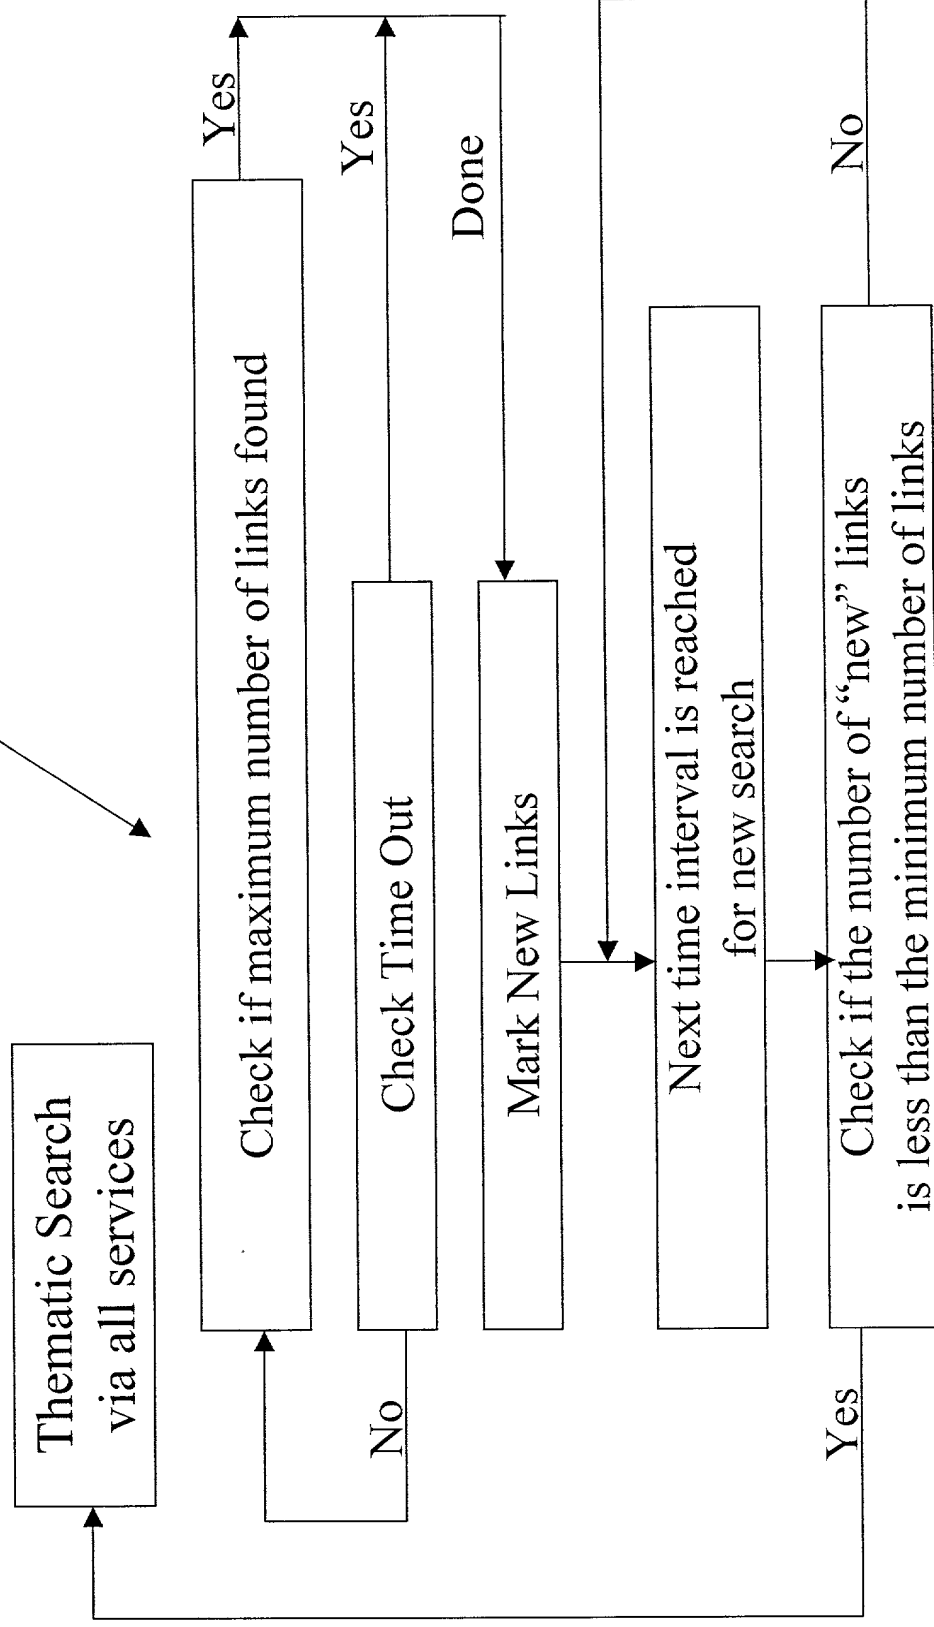 Thematic Search
via all services
Check if maximum number of links found
Yes
Check Time Out
Yes
No
Done
Mark New Links
Next time interval is reached
for new search
Check if the number of “new” links
is less than the minimum number of links
Yes
No